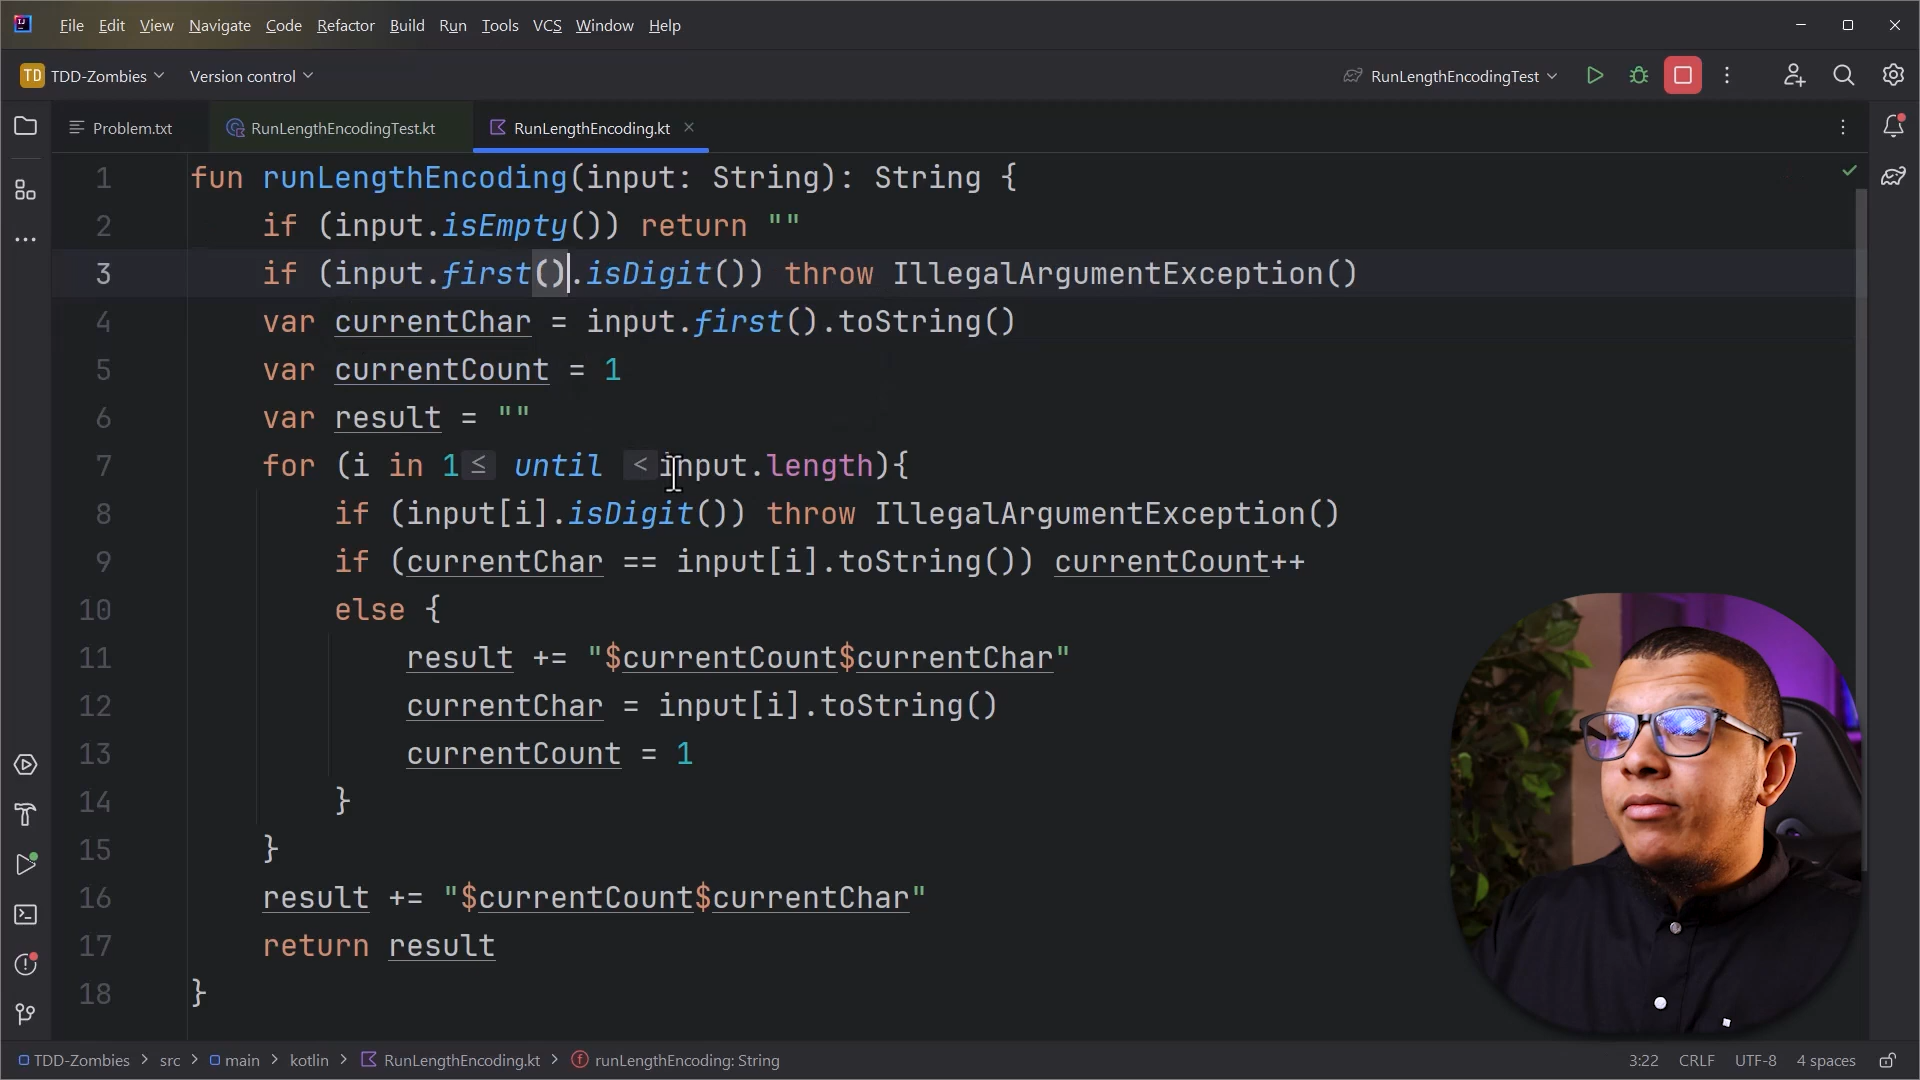 File Edit View Navigate Code Refactor Build Run Tools VCS Window Help
TD TDD-Zombies Version control RunLengthEncodingTest
Problem.txt RunLengthEncodingTest.kt RunLengthEncoding.kt
1 fun runLengthEncoding(input: String): String {
2 if (input.isEmpty()) return ""
3 if (input.first().isDigit()) throw IllegalArgumentException()
4 var currentChar = input.first().toString()
5 var currentCount = 1
6 var result = ""
7 for (i in 1≤ until <input.length){
8 if (input[i].isDigit()) throw IllegalArgumentException()
9 if (currentChar == input[i].toString()) currentCount++
10 else {
11 result += "$currentCount$currentChar"
12 currentChar = input[i].toString()
13 currentCount = 1
14 }
15 }
16 result += "$currentCount$currentChar"
17 return result
18 }
TDD-Zombies > src > main > kotlin > RunLengthEncoding.kt > runLengthEncoding: String 3:22 CRLF UTF-8 4 spaces